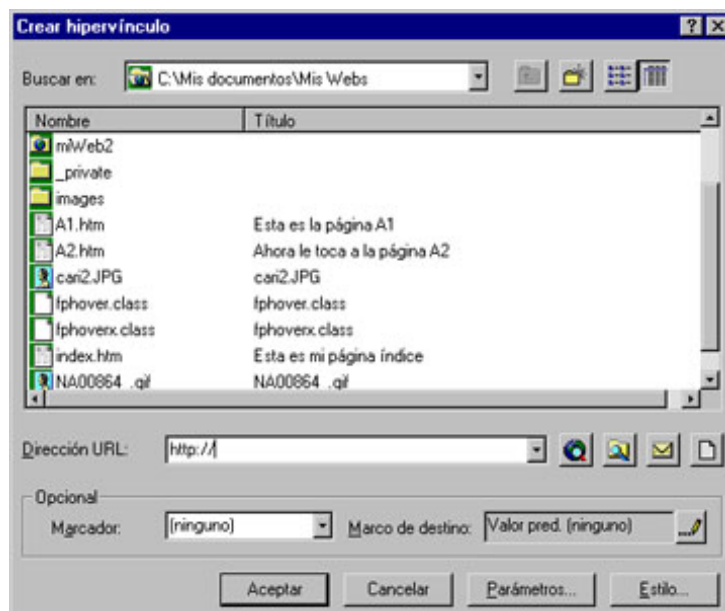 Crear hipervínculo
Buscar en: C:\Mis documentos\Mis Webs
Nombre Título
miWeb2
_private
images
A1.htm Esta es la página A1
A2.htm Ahora le toca a la página A2
cari2.JPG cari2.JPG
fphover.class fphover.class
fphoverx.class fphoverx.class
index.htm Esta es mi página índice
NA00864_.gif NA00864_.gif
Dirección URL: http://
Opcional
Marcador: (ninguno) Marco de destino: Valor pred. (ninguno)
Aceptar Cancelar Parámetros... Estilo...